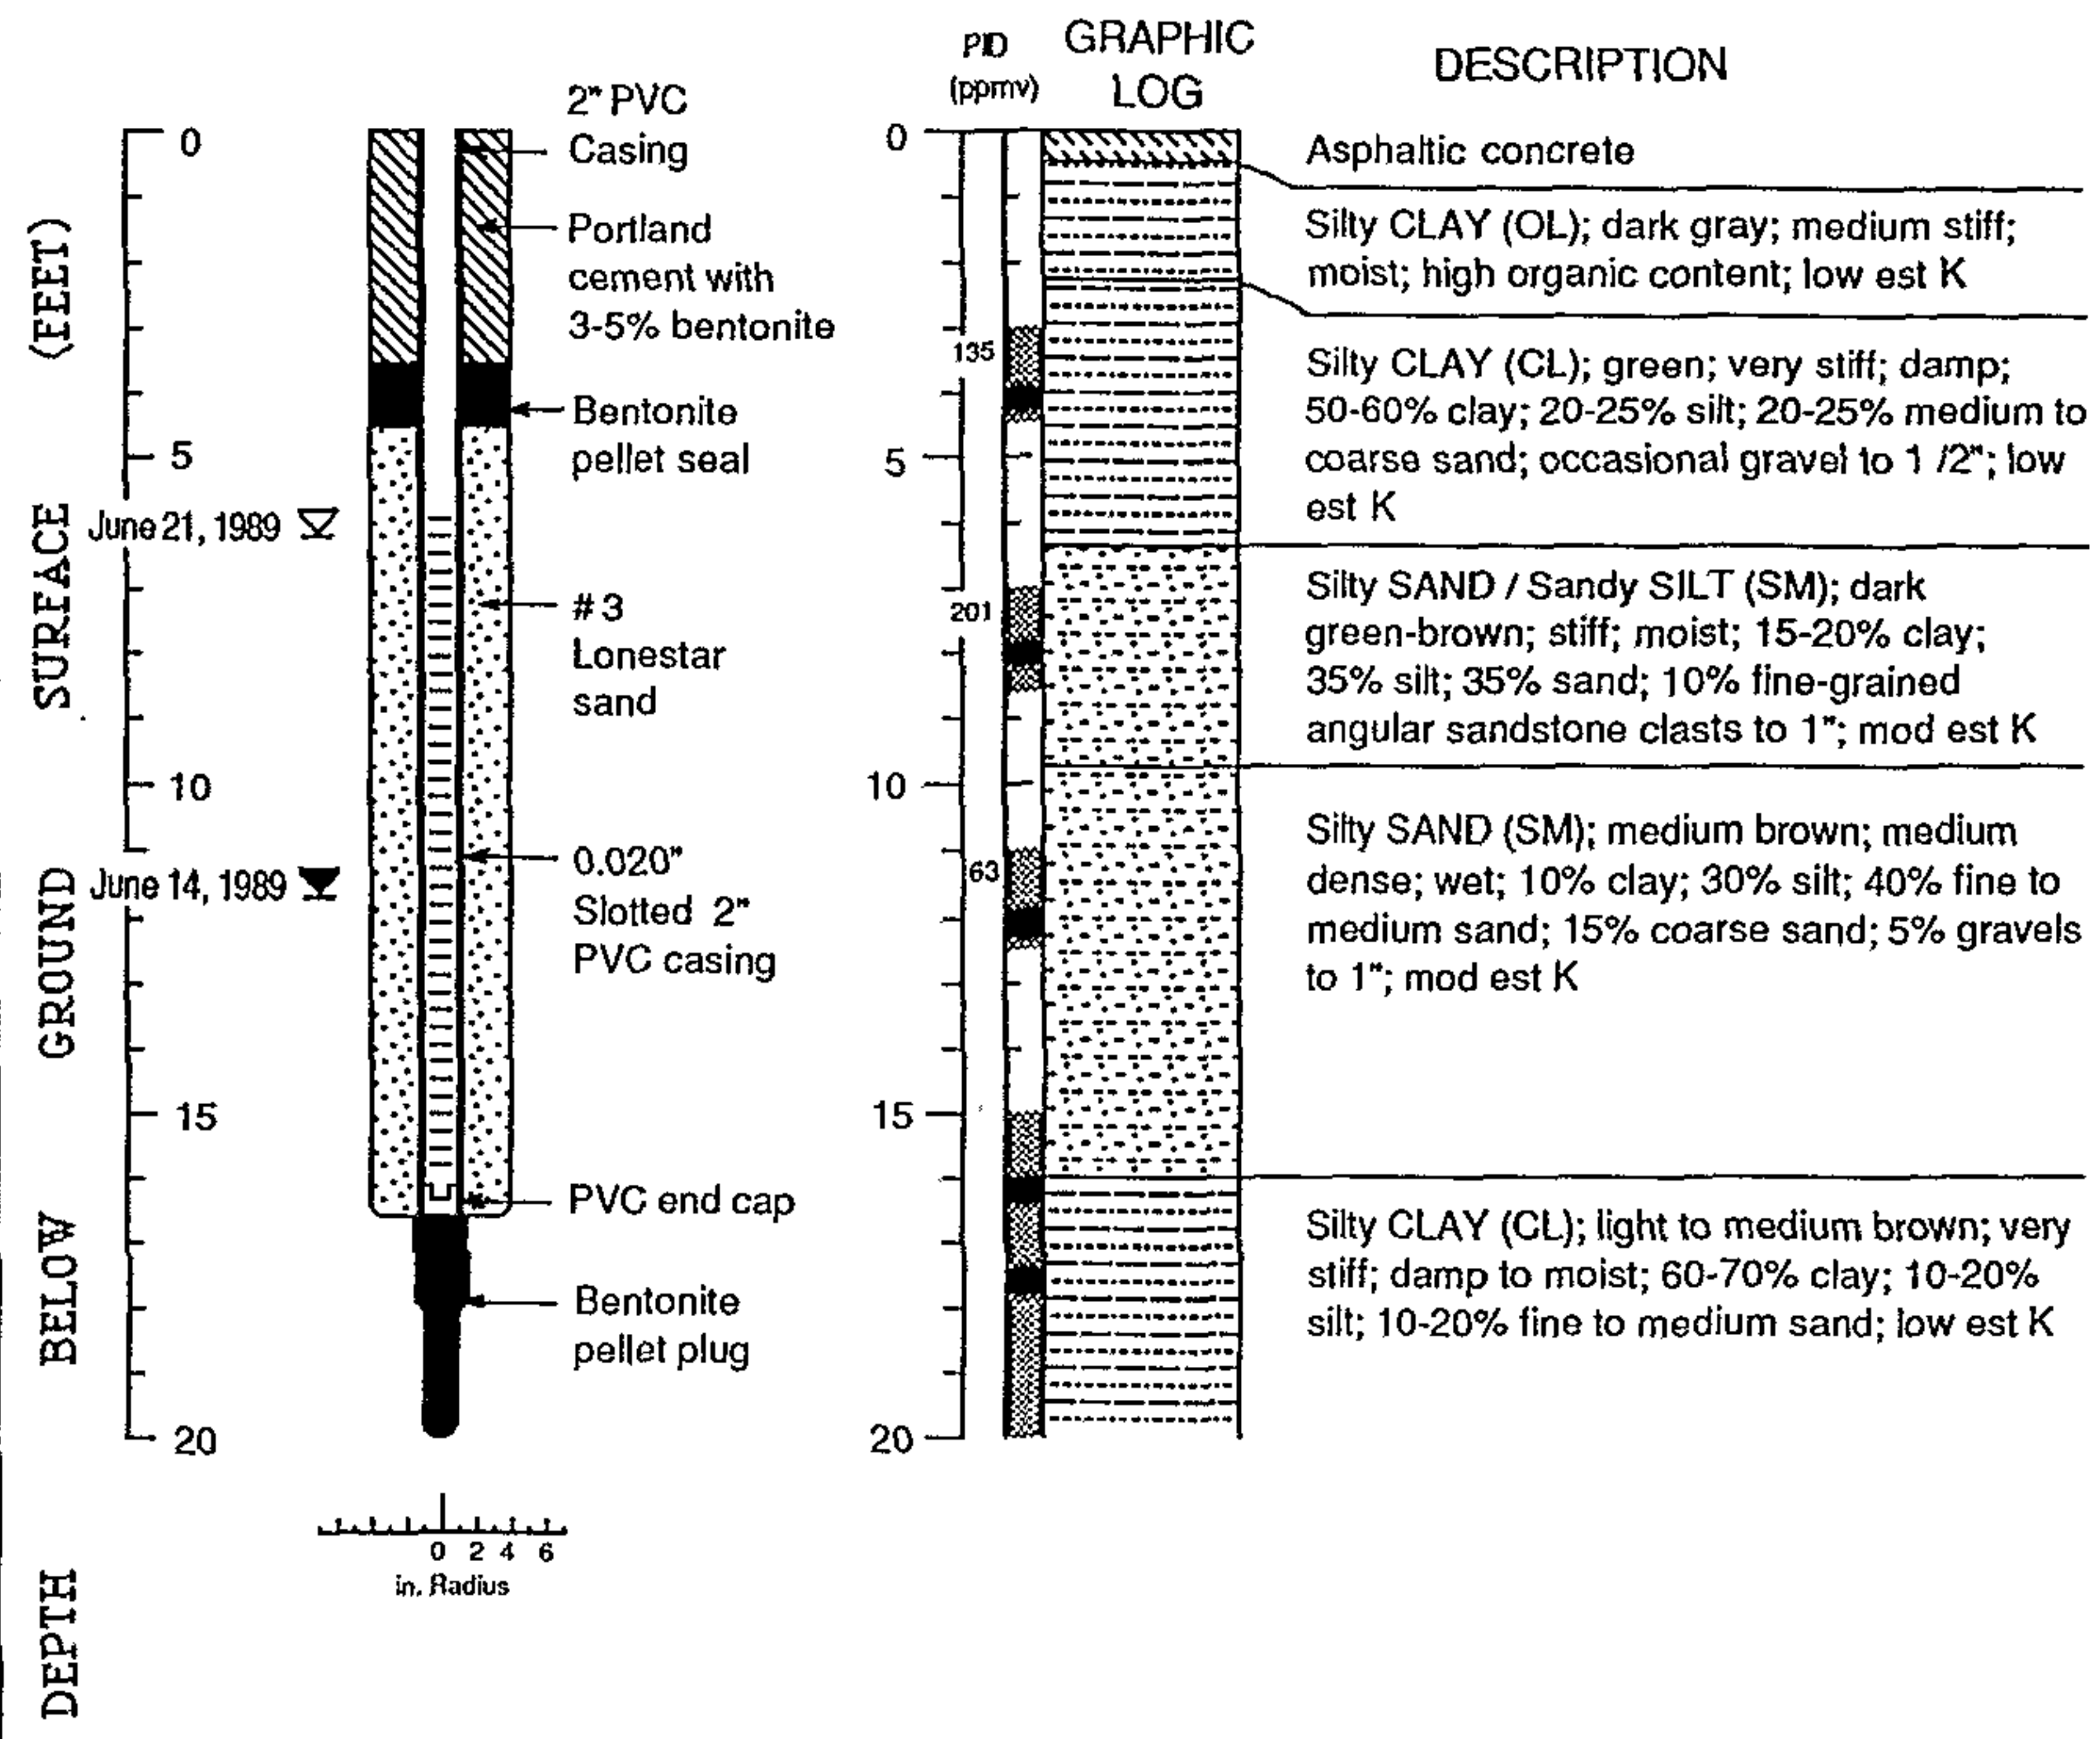 DEPTH BELOW GROUND SURFACE (FEET)
0
5
June 21, 1989
10
June 14, 1989
15
20
2" PVC
Casing
Portland
cement with
3-5% bentonite
Bentonite
pellet seal
#3
Lonestar
sand
0.020"
Slotted 2"
PVC casing
PVC end cap
Bentonite
pellet plug
0 2 4 6
in. Radius
PID
(ppmv)
0
135
5
201
10
63
15
20
GRAPHIC
LOG
DESCRIPTION
Asphaltic concrete
Silty CLAY (OL); dark gray; medium stiff;
moist; high organic content; low est K
Silty CLAY (CL); green; very stiff; damp;
50-60% clay; 20-25% silt; 20-25% medium to
coarse sand; occasional gravel to 1 /2"; low
est K
Silty SAND / Sandy SILT (SM); dark
green-brown; stiff; moist; 15-20% clay;
35% silt; 35% sand; 10% fine-grained
angular sandstone clasts to 1"; mod est K
Silty SAND (SM); medium brown; medium
dense; wet; 10% clay; 30% silt; 40% fine to
medium sand; 15% coarse sand; 5% gravels
to 1"; mod est K
Silty CLAY (CL); light to medium brown; very
stiff; damp to moist; 60-70% clay; 10-20%
silt; 10-20% fine to medium sand; low est K